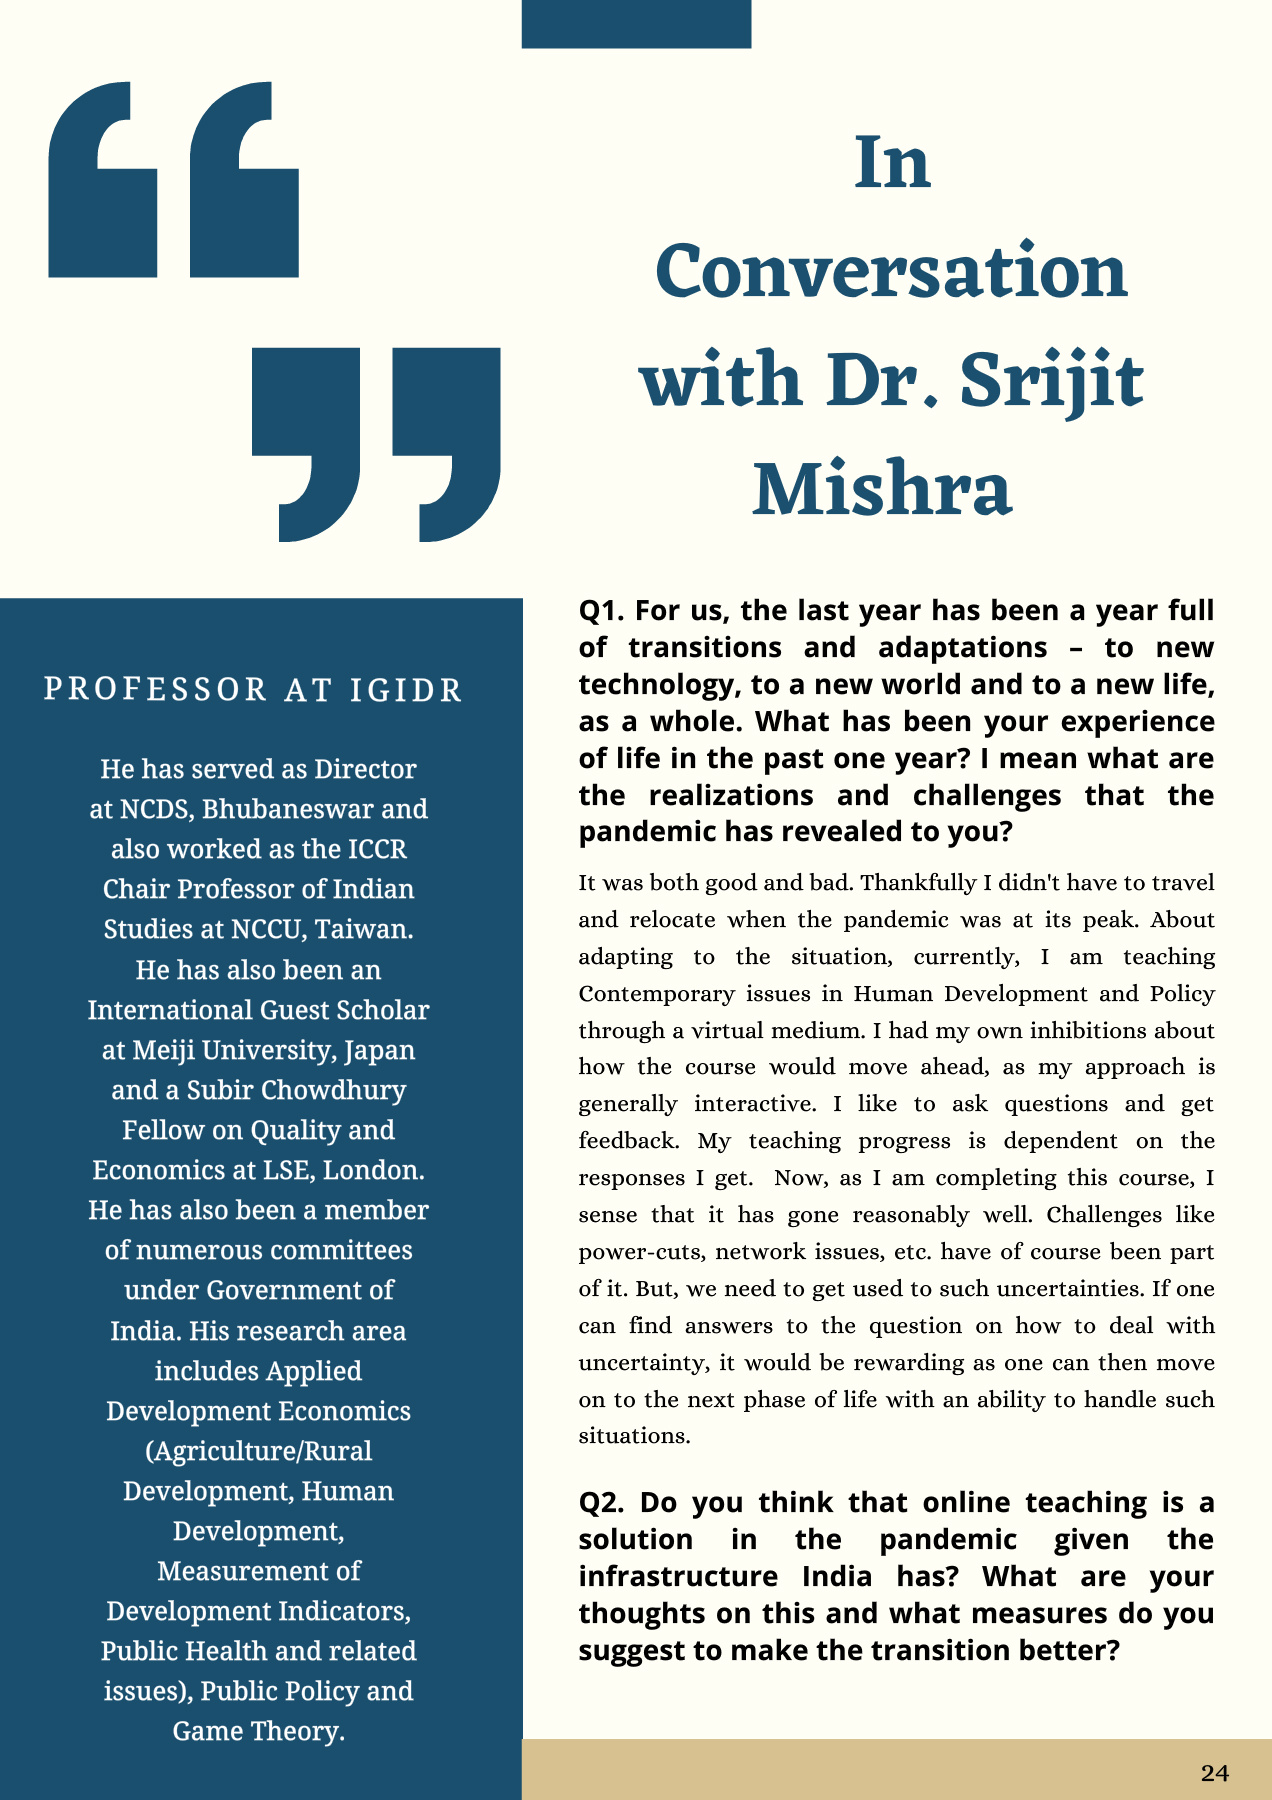 In
Conversation
with Dr. Srijit
Mishra
PROFESSOR AT IGIDR
He has served as Director
at NCDS, Bhubaneswar and
also worked as the ICCR
Chair Professor of Indian
Studies at NCCU, Taiwan.
He has also been an
International Guest Scholar
at Meiji University, Japan
and a Subir Chowdhury
Fellow on Quality and
Economics at LSE, London.
He has also been a member
of numerous committees
under Government of
India. His research area
includes Applied
Development Economics
(Agriculture/Rural
Development, Human
Development,
Measurement of
Development Indicators,
Public Health and related
issues), Public Policy and
Game Theory.
Q1. For us, the last year has been a year full
of transitions and adaptations – to new
technology, to a new world and to a new life,
as a whole. What has been your experience
of life in the past one year? I mean what are
the realizations and challenges that the
pandemic has revealed to you?
It was both good and bad. Thankfully I didn't have to travel
and relocate when the pandemic was at its peak. About
adapting to the situation, currently, I am teaching
Contemporary issues in Human Development and Policy
through a virtual medium. I had my own inhibitions about
how the course would move ahead, as my approach is
generally interactive. I like to ask questions and get
feedback. My teaching progress is dependent on the
responses I get. Now, as I am completing this course, I
sense that it has gone reasonably well. Challenges like
power-cuts, network issues, etc. have of course been part
of it. But, we need to get used to such uncertainties. If one
can find answers to the question on how to deal with
uncertainty, it would be rewarding as one can then move
on to the next phase of life with an ability to handle such
situations.
Q2. Do you think that online teaching is a
solution in the pandemic given the
infrastructure India has? What are your
thoughts on this and what measures do you
suggest to make the transition better?
24